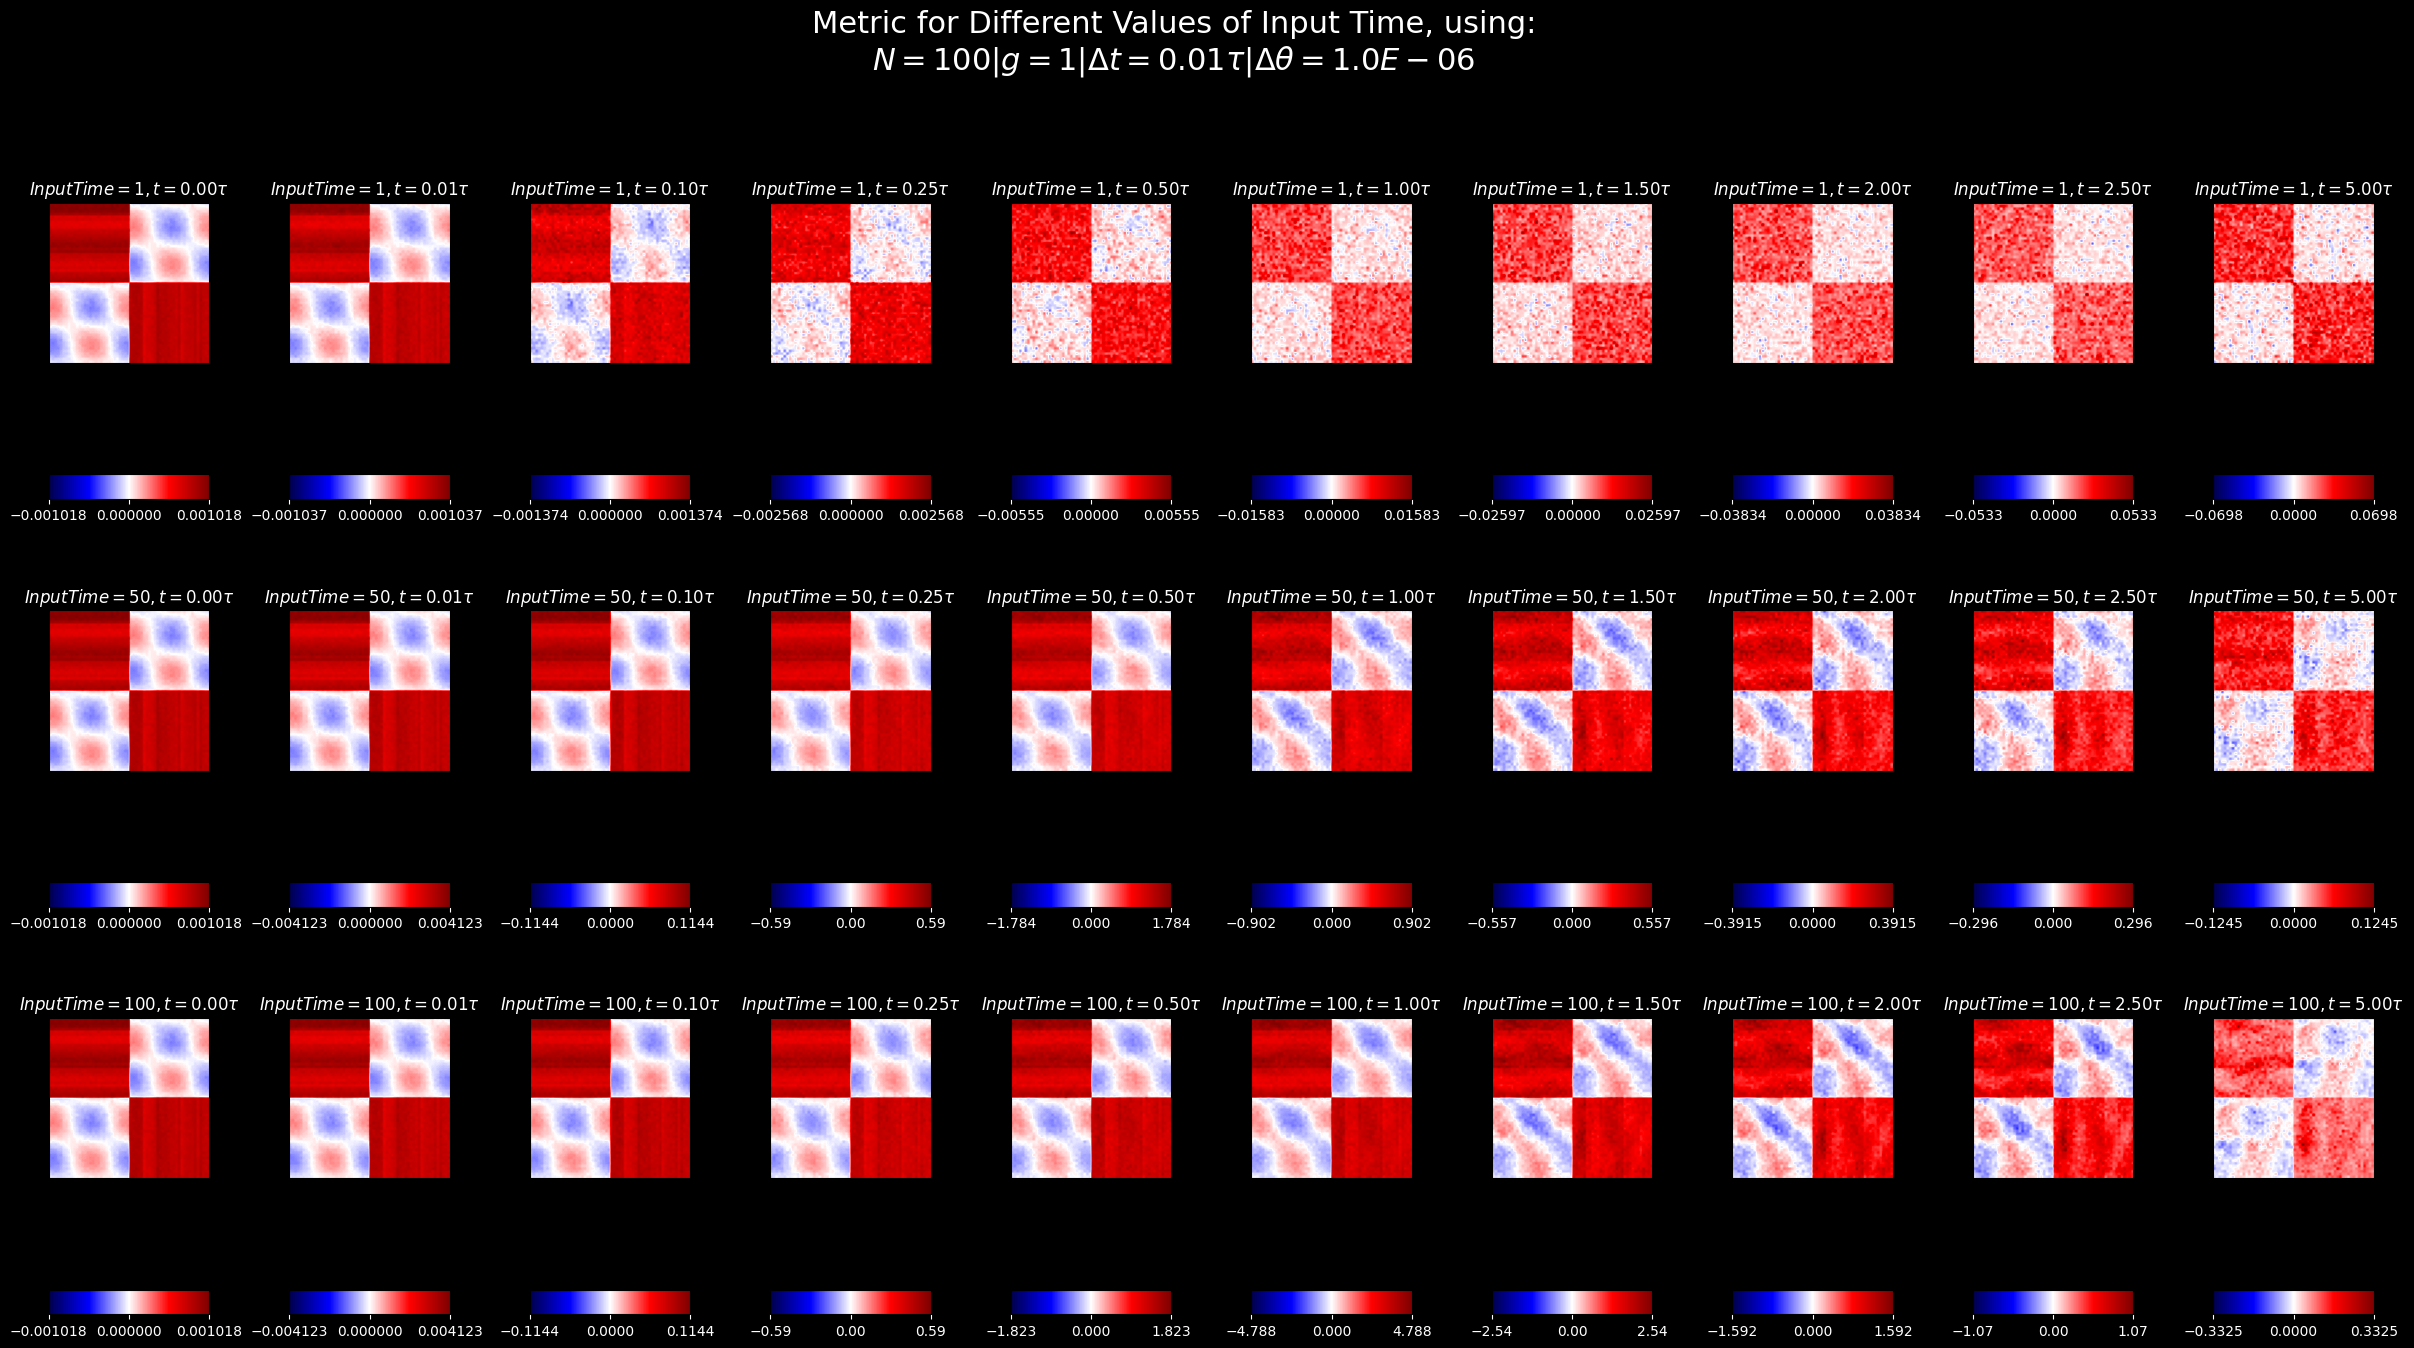 Metric for Different Values of Input Time, using:
N = 100|g = 1|Δt = 0.01τ|Δθ = 1.0E − 06
InputTime = 1, t = 0.00τ InputTime = 1, t = 0.01τ InputTime = 1, t = 0.10τ InputTime = 1, t = 0.25τ InputTime = 1, t = 0.50τ InputTime = 1, t = 1.00τ InputTime = 1, t = 1.50τ InputTime = 1, t = 2.00τ InputTime = 1, t = 2.50τ InputTime = 1, t = 5.00τ
−0.001018 0.000000 0.001018 −0.001037 0.000000 0.001037 −0.001374 0.000000 0.001374 −0.002568 0.000000 0.002568 −0.00555 0.00000 0.00555 −0.01583 0.00000 0.01583 −0.02597 0.00000 0.02597 −0.03834 0.00000 0.03834 −0.0533 0.0000 0.0533 −0.0698 0.0000 0.0698
InputTime = 50, t = 0.00τ InputTime = 50, t = 0.01τ InputTime = 50, t = 0.10τ InputTime = 50, t = 0.25τ InputTime = 50, t = 0.50τ InputTime = 50, t = 1.00τ InputTime = 50, t = 1.50τ InputTime = 50, t = 2.00τ InputTime = 50, t = 2.50τ InputTime = 50, t = 5.00τ
−0.001018 0.000000 0.001018 −0.004123 0.000000 0.004123 −0.1144 0.0000 0.1144 −0.59 0.00 0.59 −1.784 0.000 1.784 −0.902 0.000 0.902 −0.557 0.000 0.557 −0.3915 0.0000 0.3915 −0.296 0.000 0.296 −0.1245 0.0000 0.1245
InputTime = 100, t = 0.00τ InputTime = 100, t = 0.01τ InputTime = 100, t = 0.10τ InputTime = 100, t = 0.25τ InputTime = 100, t = 0.50τ InputTime = 100, t = 1.00τ InputTime = 100, t = 1.50τ InputTime = 100, t = 2.00τ InputTime = 100, t = 2.50τ InputTime = 100, t = 5.00τ
−0.001018 0.000000 0.001018 −0.004123 0.000000 0.004123 −0.1144 0.0000 0.1144 −0.59 0.00 0.59 −1.823 0.000 1.823 −4.788 0.000 4.788 −2.54 0.00 2.54 −1.592 0.000 1.592 −1.07 0.00 1.07 −0.3325 0.0000 0.3325